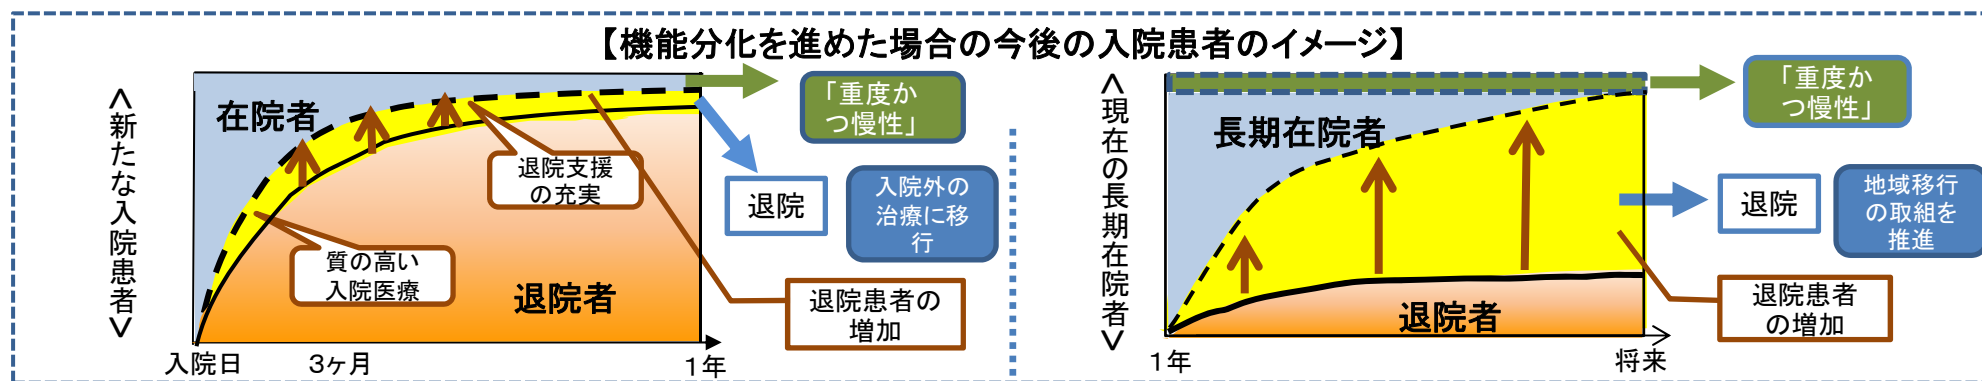 【機能分化を進めた場合の今後の入院患者のイメージ】
<新たな入院患者>
在院者
退院支援
の充実
質の高い
入院医療
退院者
入院日
3ヶ月
1年
「重度か
つ慢性」
退院
入院外の
治療に移
行
退院患者の
増加
<現在の長期在院者>
長期在院者
退院者
1年
将来
「重度か
つ慢性」
退院
地域移行
の取組を
推進
退院患者
の増加